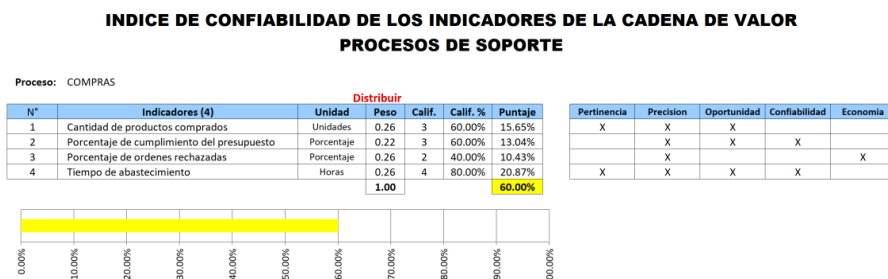 INDICE DE CONFIABILIDAD DE LOS INDICADORES DE LA CADENA DE VALOR
PROCESOS DE SOPORTE
Proceso: COMPRAS
Distribuir
N° Indicadores (4) Unidad Peso Calif. Calif. % Puntaje Pertinencia Precision Oportunidad Confiabilidad Economia
1 Cantidad de productos comprados Unidades 0.26 3 60.00% 15.65% X X X
2 Porcentaje de cumplimiento del presupuesto Porcentaje 0.22 3 60.00% 13.04% X X X
3 Porcentaje de ordenes rechazadas Porcentaje 0.26 2 40.00% 10.43% X X
4 Tiempo de abastecimiento Horas 0.26 4 80.00% 20.87% X X X X
1.00 60.00%
0.00% 10.00% 20.00% 30.00% 40.00% 50.00% 60.00% 70.00% 80.00% 90.00% 00.00%